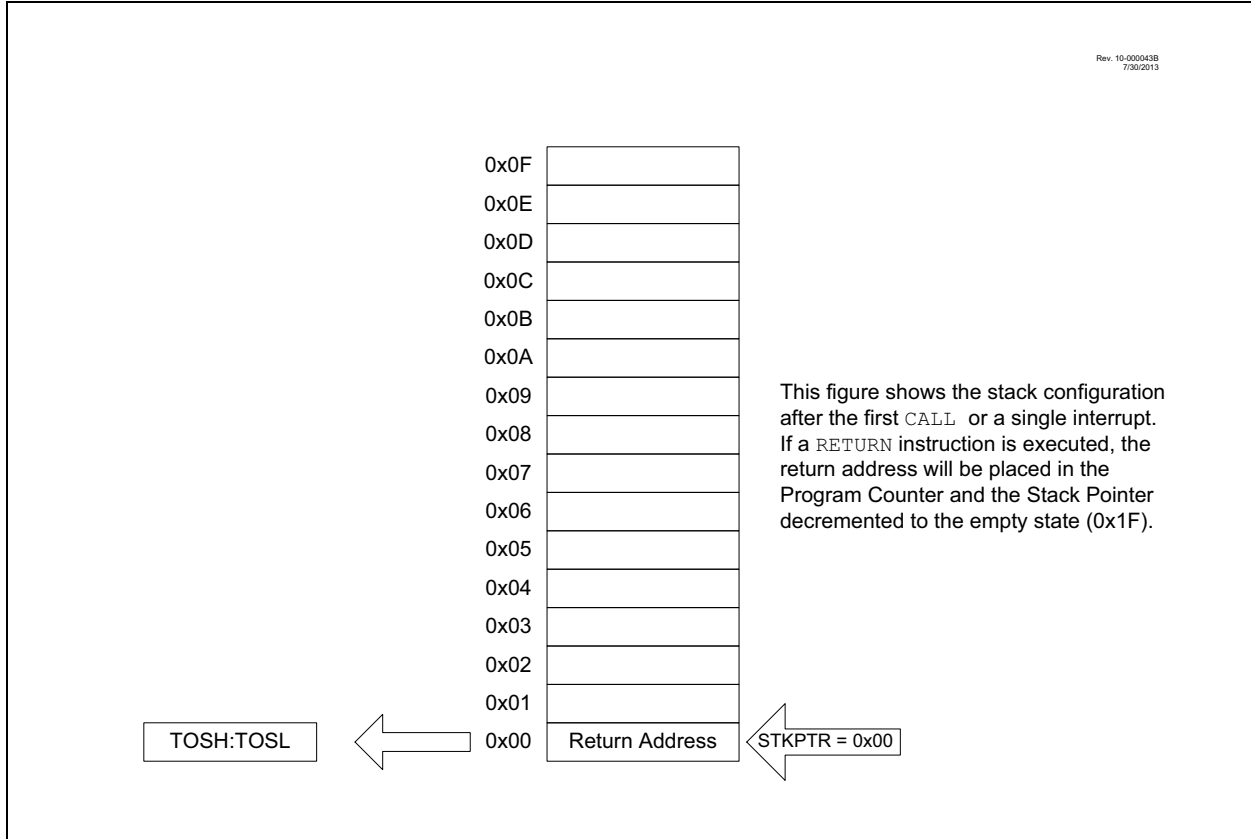 Rev. 10-000043B
7/30/2013
0x0F
0x0E
0x0D
0x0C
0x0B
0x0A
0x09
This figure shows the stack configuration
after the first CALL or a single interrupt.
0x08
If a RETURN instruction is executed, the
return address will be placed in the
0x07
Program Counter and the Stack Pointer
0x06
decremented to the empty state (0x1F).
0x05
0x04
0x03
0x02
0x01
TOSH:TOSL
0x00
Return Address
STKPTR = 0x00